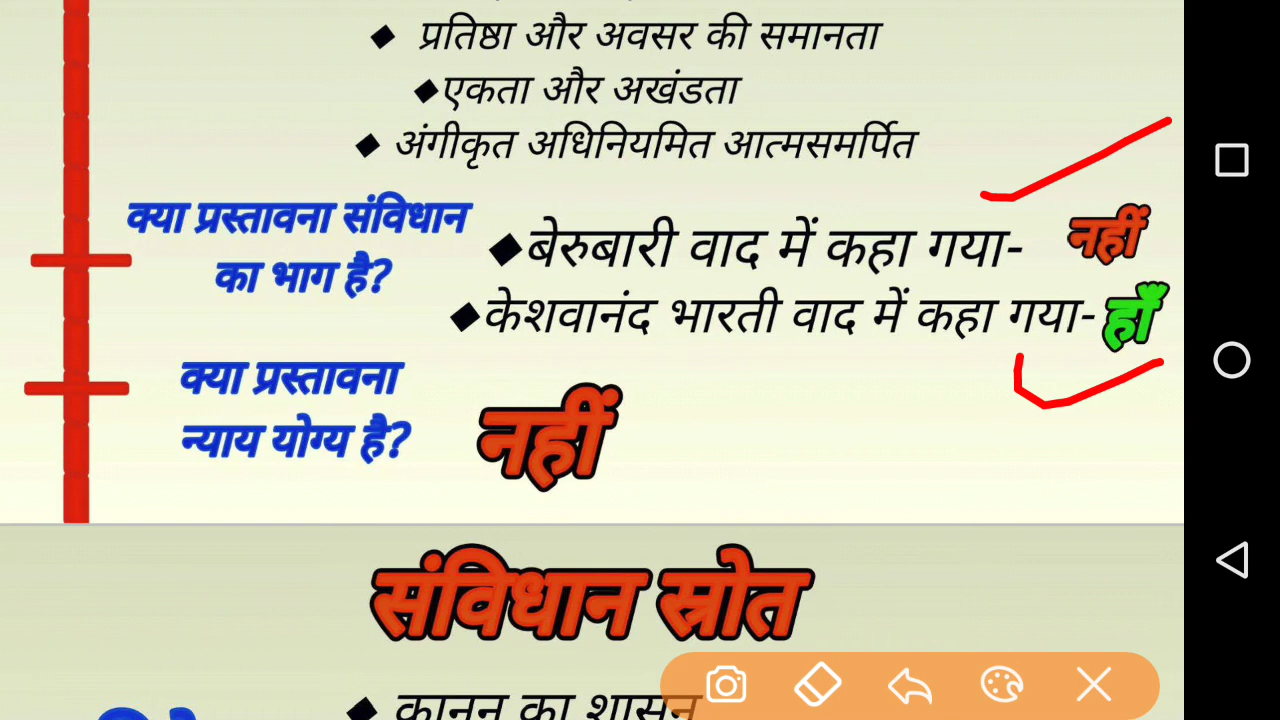 ◆ प्रतिष्ठा और अवसर की समानता
◆एकता और अखंडता
◆ अंगीकृत अधिनियमित आत्मसमर्पित
क्या प्रस्तावना संविधान
का भाग है?
◆बेरुबारी वाद में कहा गया- नहीं
◆केशवानंद भारती वाद में कहा गया- हाँ
क्या प्रस्तावना
न्याय योग्य है?
नहीं
संविधान स्रोत
◆ कानून का शासन